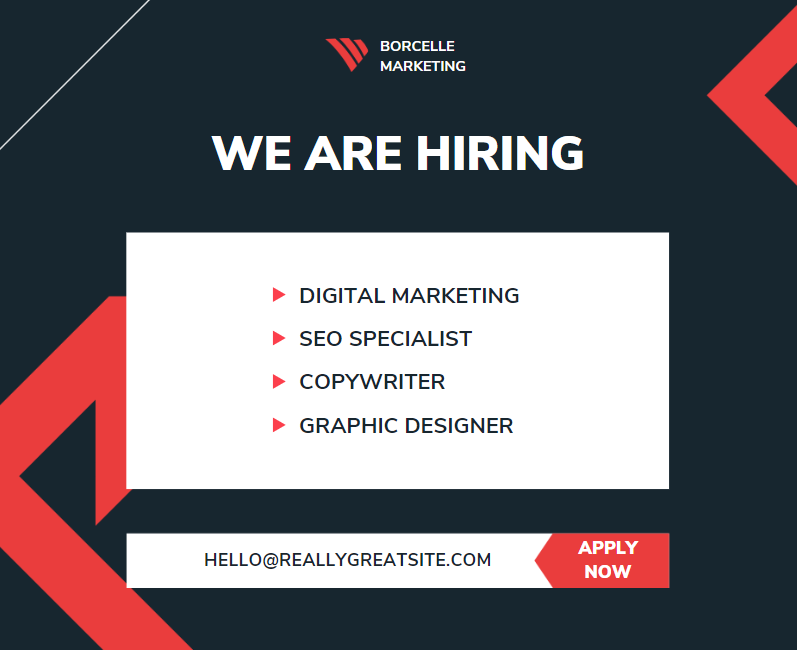 BORCELLE
MARKETING
WE ARE HIRING
DIGITAL MARKETING
SEO SPECIALIST
COPYWRITER
GRAPHIC DESIGNER
HELLO@REALLYGREATSITE.COM
APPLY
NOW